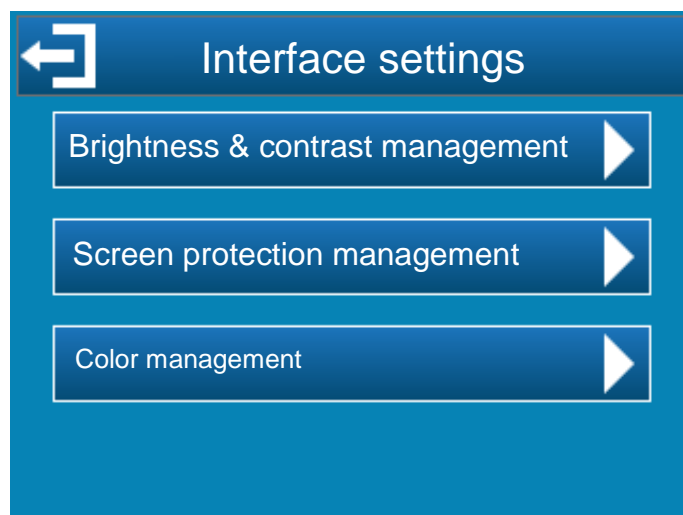 Interface settings
Brightness & contrast management
Screen protection management
Color management